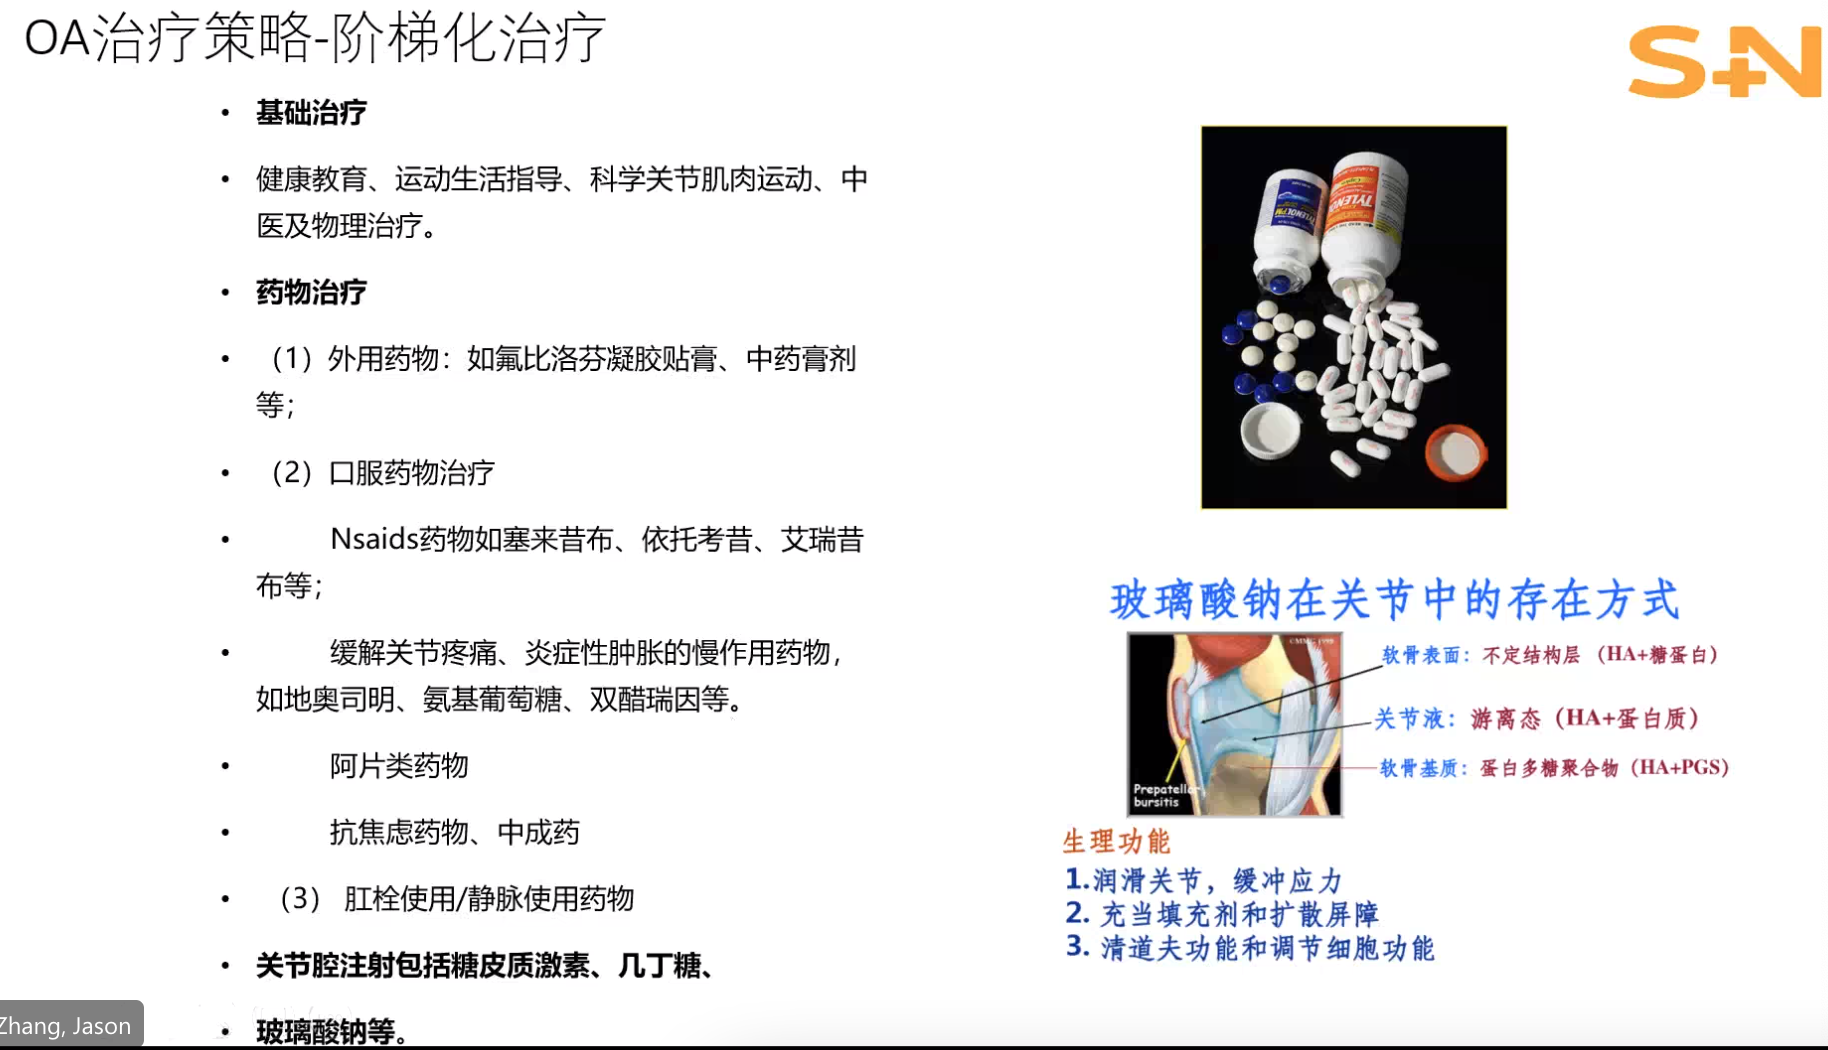 OA治疗策略-阶梯化治疗
S+N
• 基础治疗
• 健康教育、运动生活指导、科学关节肌肉运动、中
医及物理治疗。
• 药物治疗
• （1）外用药物：如氟比洛芬凝胶贴膏、中药膏剂
等；
• （2）口服药物治疗
• Nsaids药物如塞来昔布、依托考昔、艾瑞昔
布等；
• 缓解关节疼痛、炎症性肿胀的慢作用药物，
如地奥司明、氨基葡萄糖、双醋瑞因等。
• 阿片类药物
• 抗焦虑药物、中成药
• （3） 肛栓使用/静脉使用药物
• 关节腔注射包括糖皮质激素、几丁糖、
• 玻璃酸钠等。
TYLENOL PM
TYLENOL
玻璃酸钠在关节中的存在方式
软骨表面：不定结构层（HA+糖蛋白）
关节液：游离态（HA+蛋白质）
软骨基质：蛋白多糖聚合物（HA+PGS）
Prepatellar
bursitis
生理功能
1.润滑关节，缓冲应力
2. 充当填充剂和扩散屏障
3. 清道夫功能和调节细胞功能
Zhang, Jason